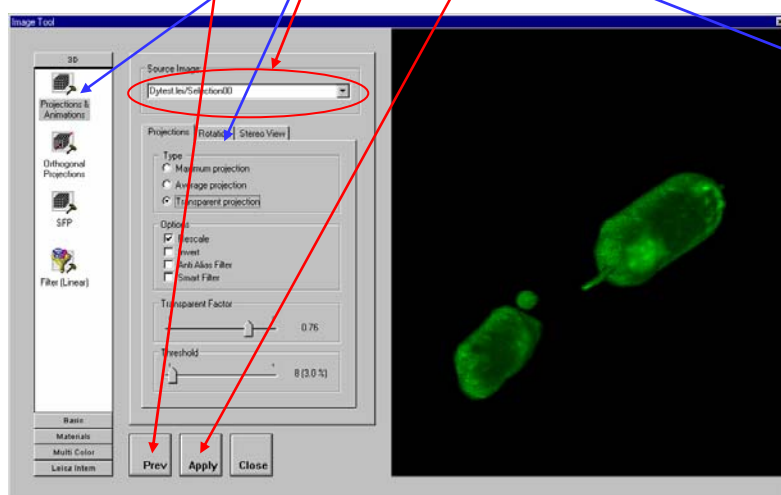 Image Tool
3D
Projections &
Animations
Orthogonal
Projections
SFP
Filter (Linear)
Basic
Materials
Multi Color
Source Image
Dytest.lei/Selection00
Projections Rotation Stereo View
Type
Maximum projection
Average projection
Transparent projection
Options
Rescale
Invert
Anti Alias Filter
Smart Filter
Transparent Factor
- +
0.76
Threshold
- +
8 (3.0 %)
Prev Apply Close